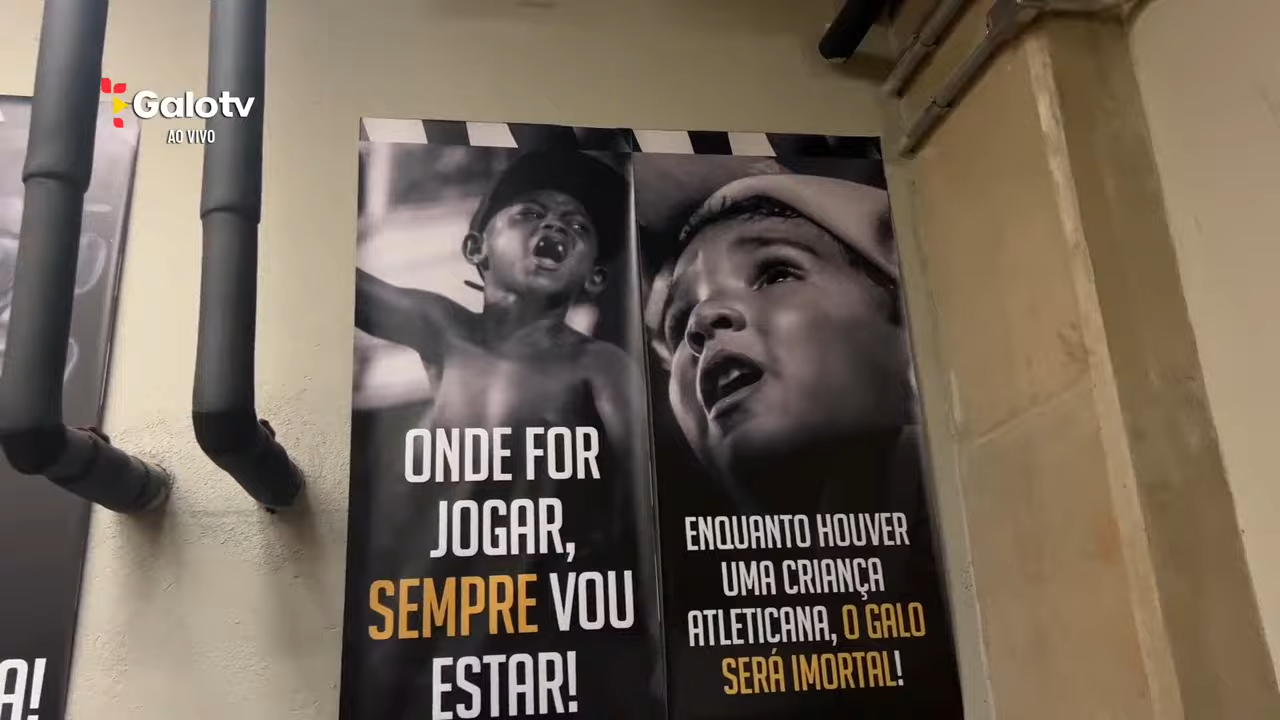 Galotv
AO VIVO
ONDE FOR
JOGAR,
SEMPRE VOU
ESTAR!
ENQUANTO HOUVER
UMA CRIANÇA
ATLETICANA, O GALO
SERÁ IMORTAL!
A!